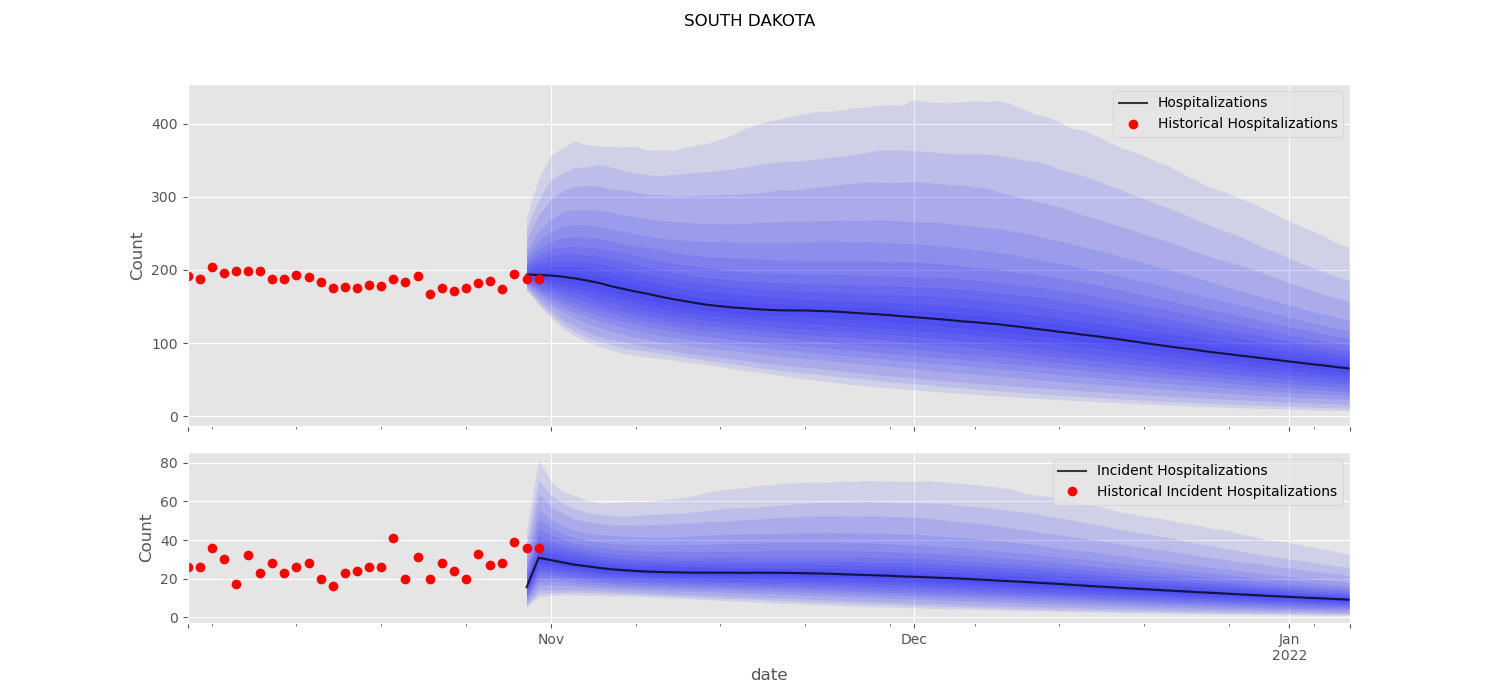 SOUTH DAKOTA
Hospitalizations
Historical Hospitalizations
400
300
200
100
0
Count
Incident Hospitalizations
Historical Incident Hospitalizations
80
60
40
20
0
Count
Nov
Dec
Jan
2022
date